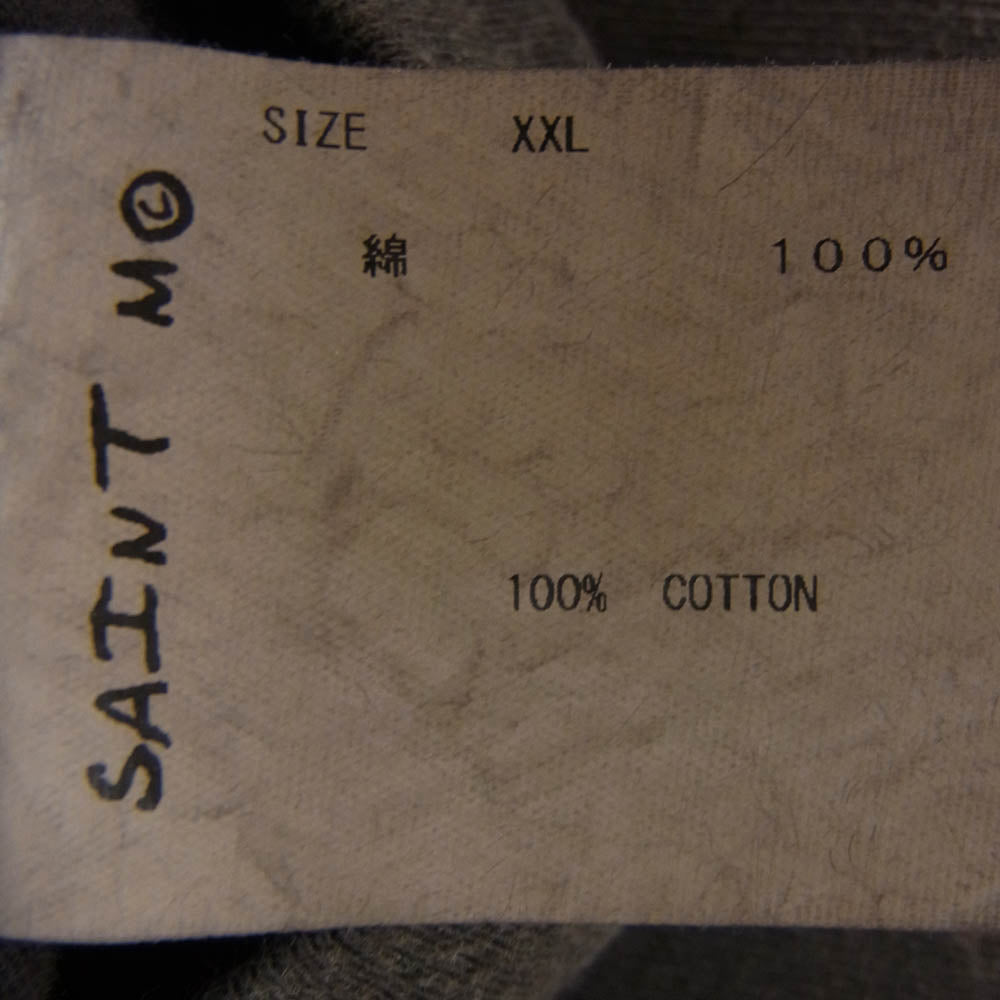 SIZE XXL
綿 100%
100% COTTON
SAINT M©